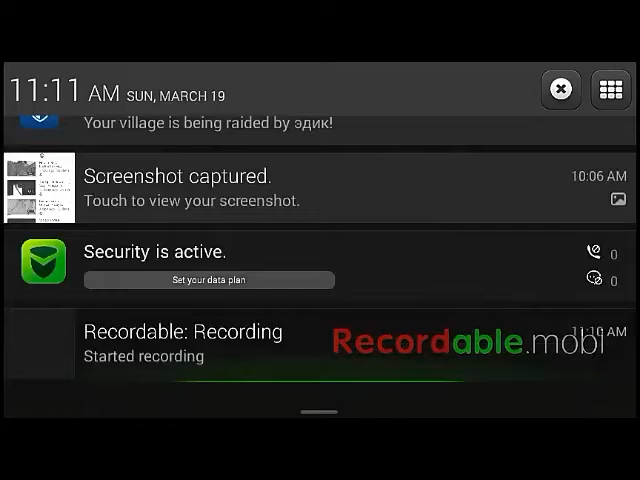 11:11 AM SUN, MARCH 19
Your village is being raided by эдик!
Screenshot captured.
10:06 AM
Touch to view your screenshot.
Security is active.
0
Set your data plan
0
Recordable: Recording
11:10 AM
Recordable.mobi
Started recording